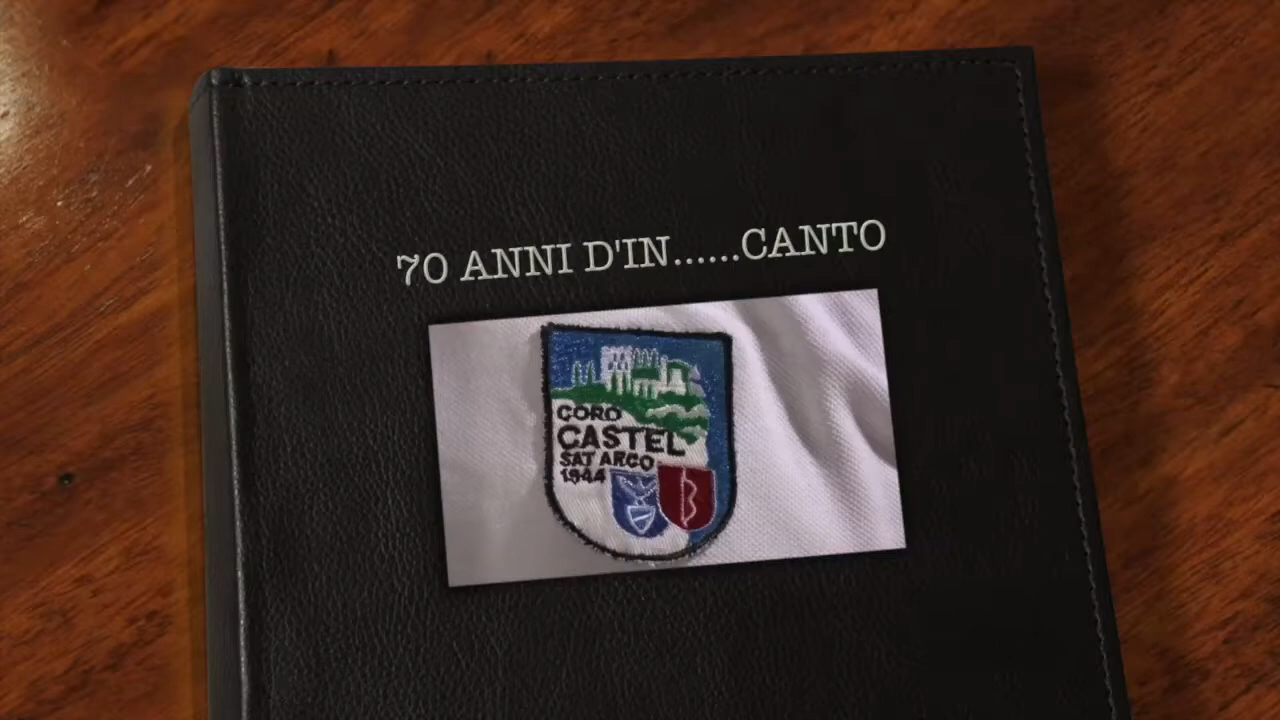 70 ANNI D'IN......CANTO
CORO
CASTEL
SAT ARCO
1944